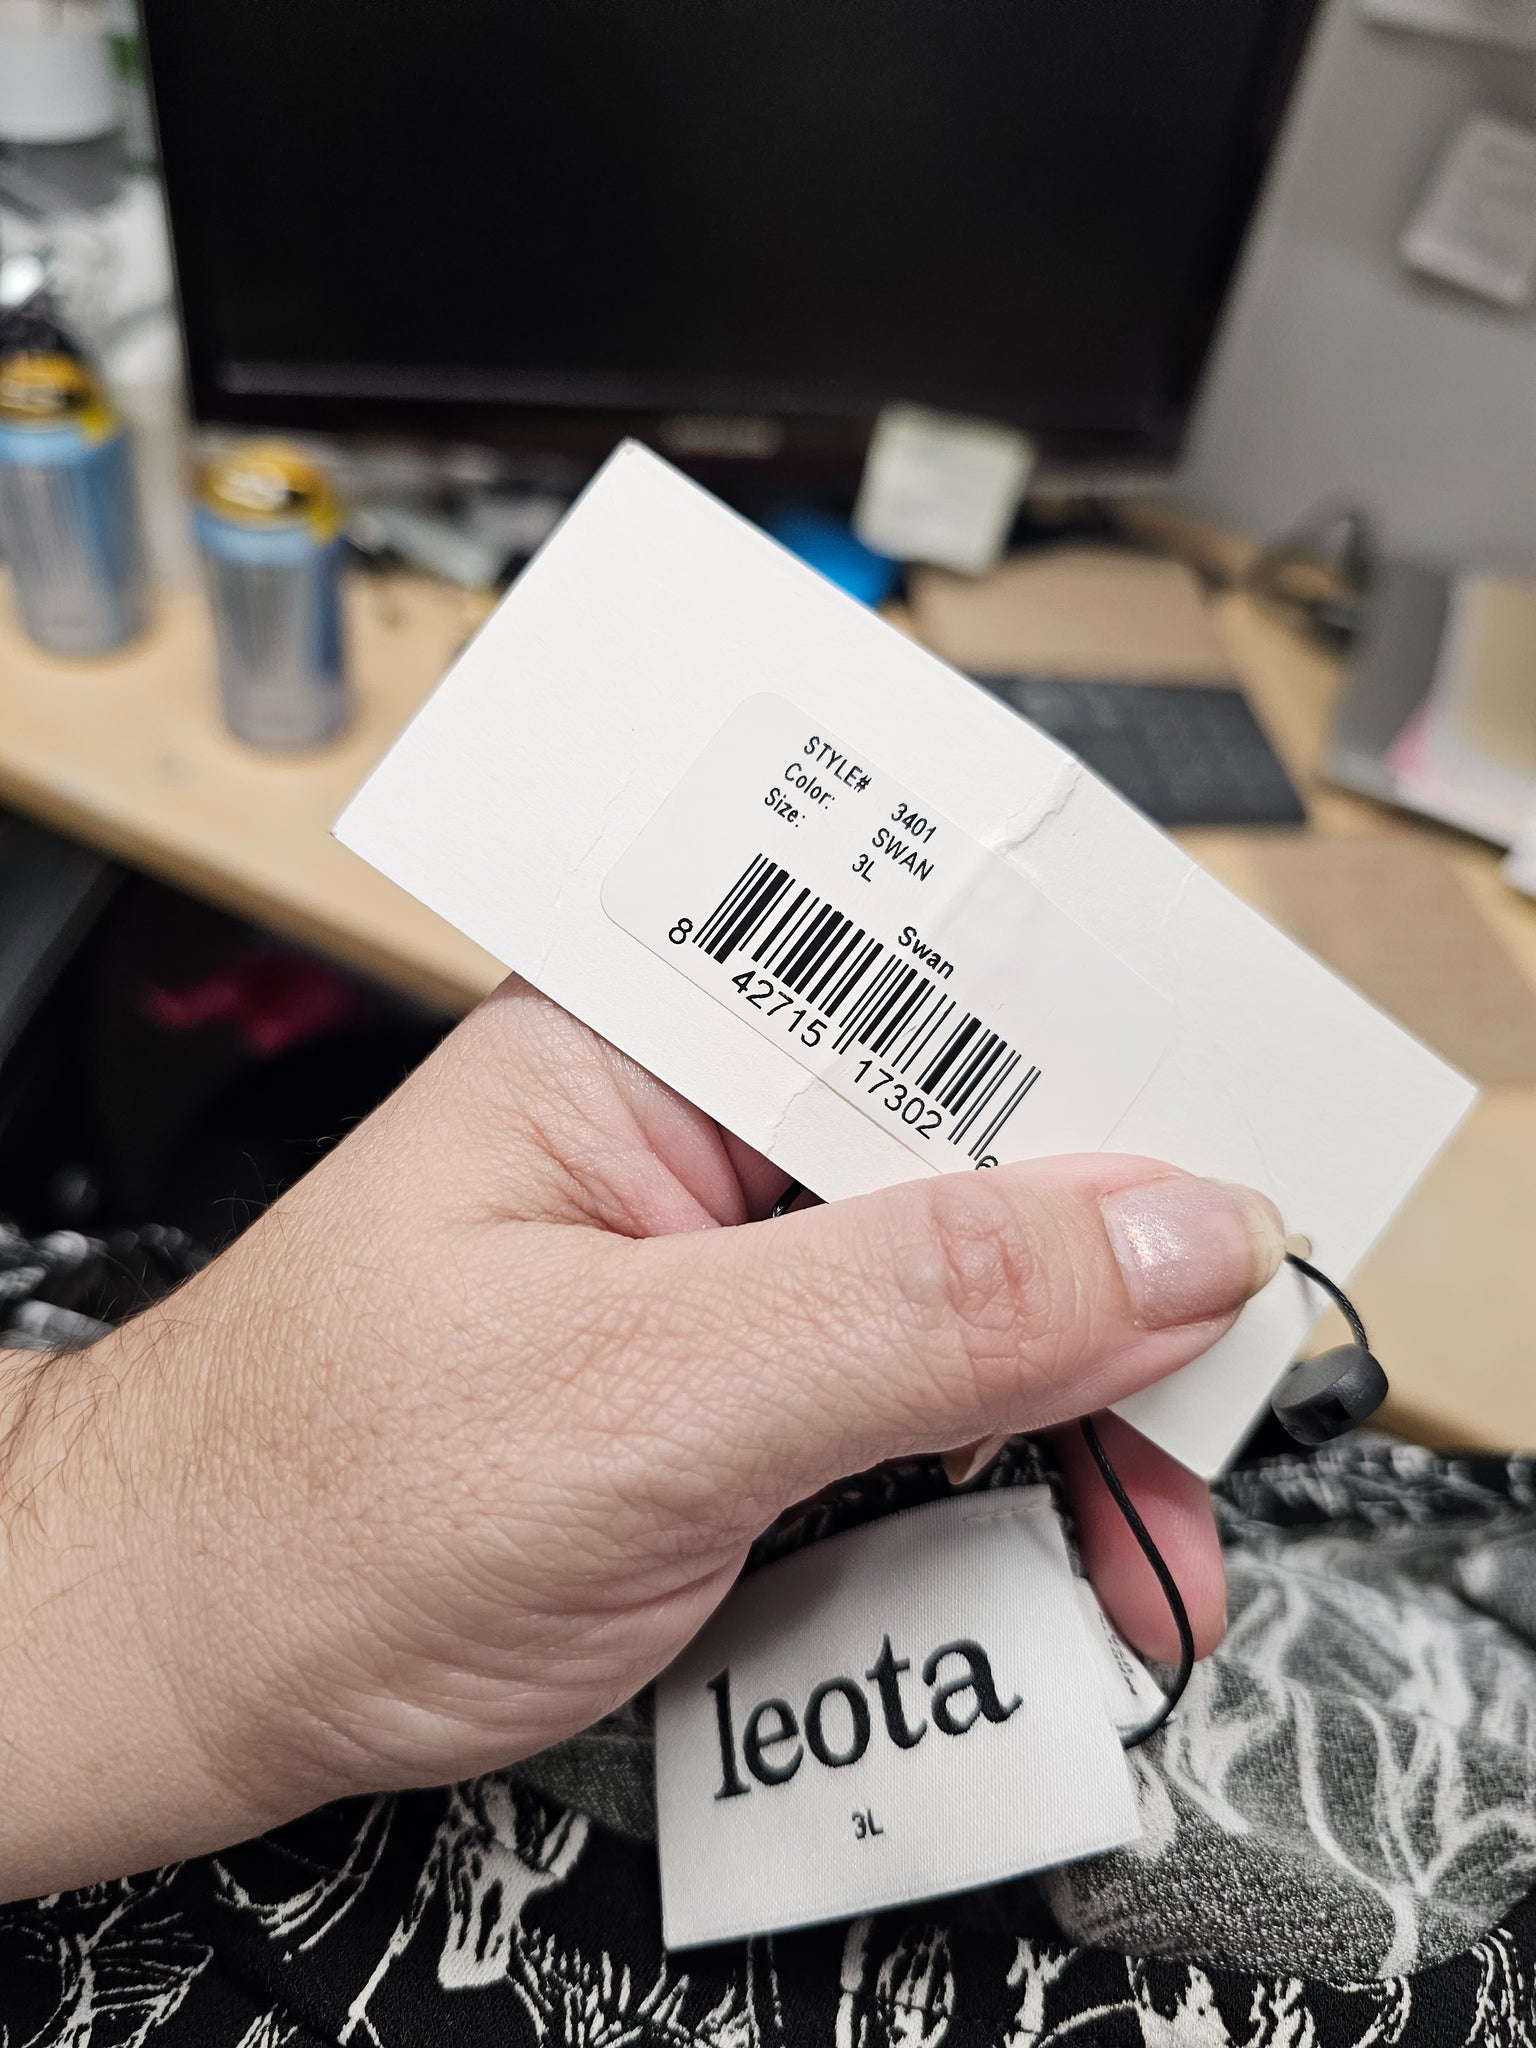 STYLE# 3401
Color: SWAN
Size: 3L
Swan
8 42715 17302 6
leota
3L